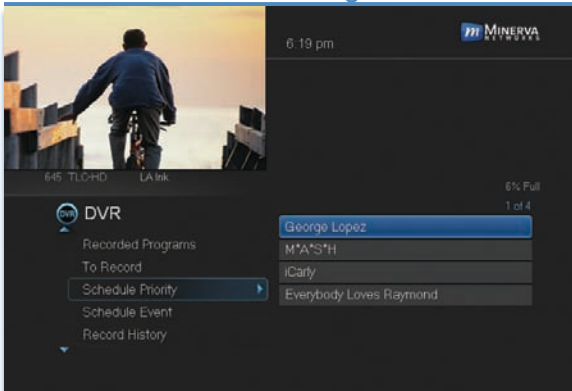 6:19 pm
m MINERVA
NETWORKS
645 TLC-HD LA Ink
6% Full
1 of 4
DVR DVR
George Lopez
Recorded Programs
M*A*S*H
To Record
iCarly
Schedule Priority
Everybody Loves Raymond
Schedule Event
Record History